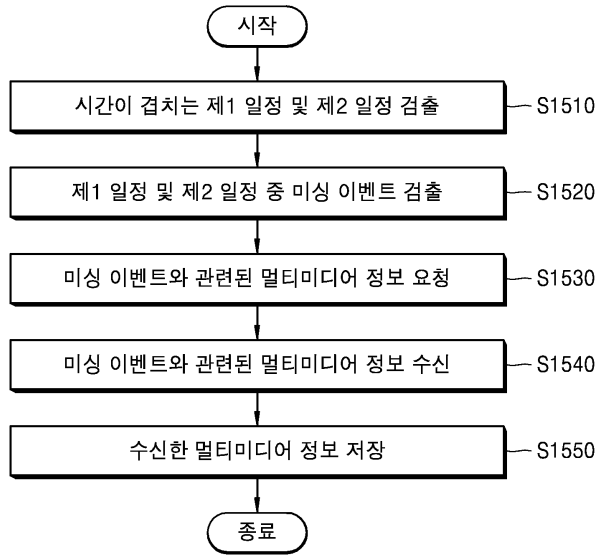 시작
시간이 겹치는 제1 일정 및 제2 일정 검출
S1510
제1 일정 및 제2 일정 중 미싱 이벤트 검출
S1520
미싱 이벤트와 관련된 멀티미디어 정보 요청
S1530
미싱 이벤트와 관련된 멀티미디어 정보 수신
S1540
수신한 멀티미디어 정보 저장
S1550
종료